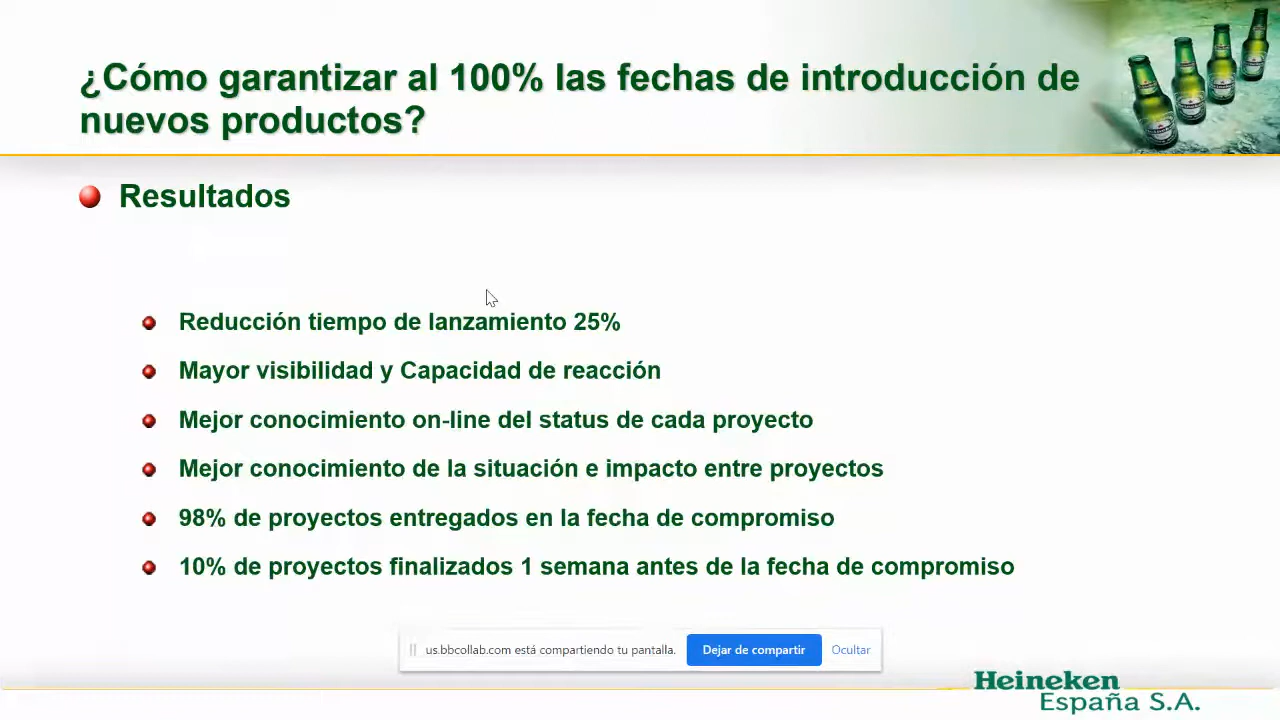 ¿Cómo garantizar al 100% las fechas de introducción de
nuevos productos?
Resultados
Reducción tiempo de lanzamiento 25%
Mayor visibilidad y Capacidad de reacción
Mejor conocimiento on-line del status de cada proyecto
Mejor conocimiento de la situación e impacto entre proyectos
98% de proyectos entregados en la fecha de compromiso
10% de proyectos finalizados 1 semana antes de la fecha de compromiso
us.bbcollab.com está compartiendo tu pantalla. Dejar de compartir Ocultar
Heineken
España S.A.